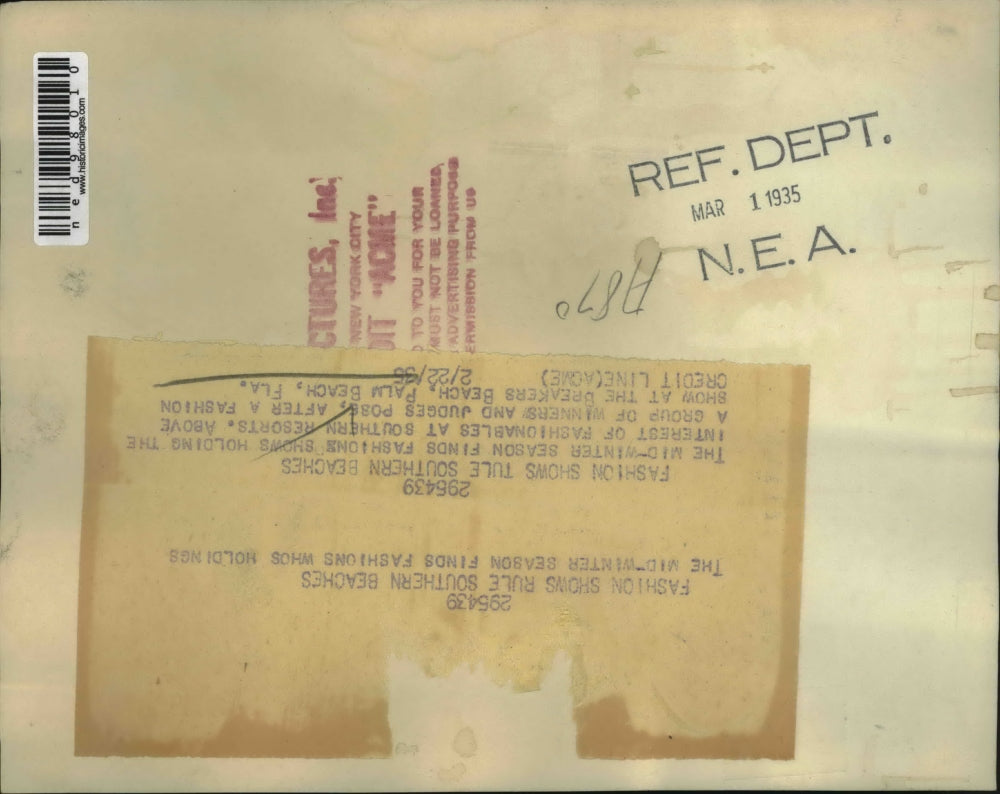 ned98010
www.historicimages.com
REF. DEPT.
MAR 1 1935
N. E. A.
A870
CTURES, Inc.
NEW YORK CITY
DIT "ACME"
D TO YOU FOR YOUR
MUST NOT BE LOANED,
ADVERTISING PURPOSES
ERMISSION FROM US
295439
FASHION SHOWS RULE SOUTHERN BEACHES
THE MID-WINTER SEASON FINDS FASHIONS WHOS HOLDINGS
295439
FASHION SHOWS TULE SOUTHERN BEACHES
THE MID-WINTER SEASON FINDS FASHIONS SHOWS HOLDING THE
INTEREST OF FASHIONABLES AT SOUTHERN RESORTS. ABOVE
A GROUP OF WINNERS AND JUDGES POSE, AFTER A FASHION
SHOW AT THE BREAKERS BEACH, PALM BEACH, FLA.
CREDIT LINE(ACME) 2/22/35